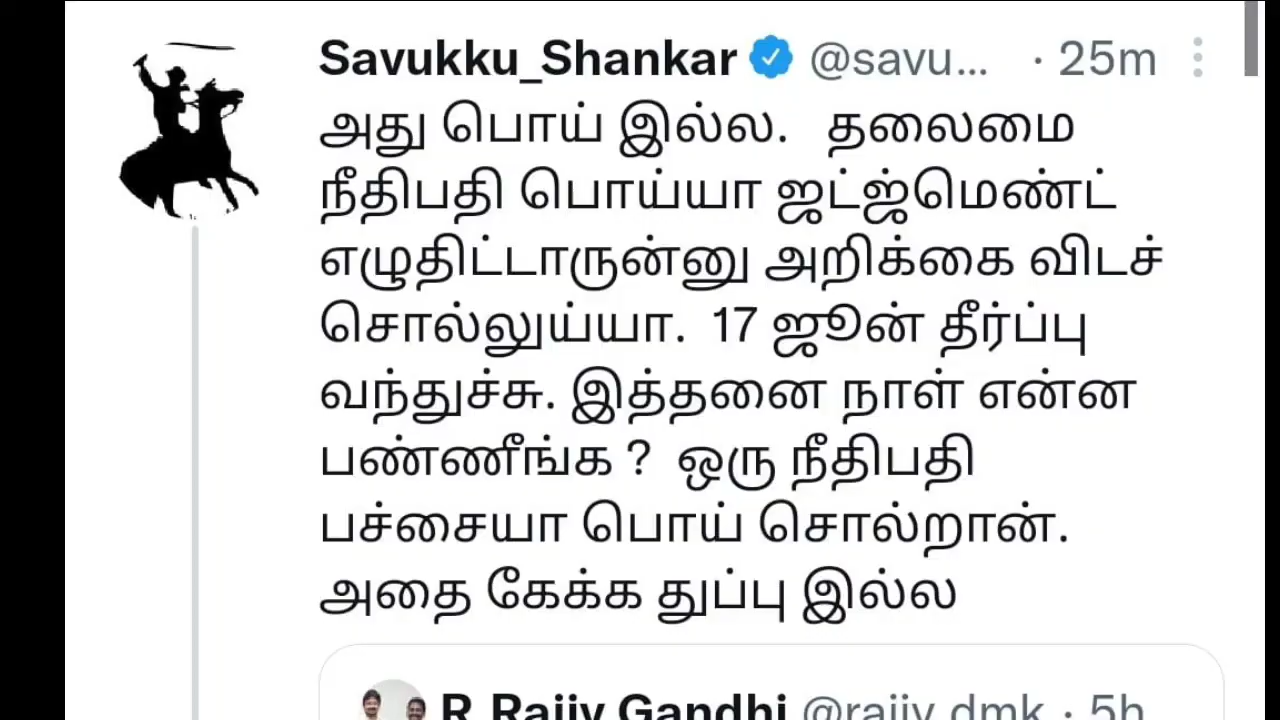 Savukku_Shankar @savu... · 25m
அது பொய் இல்ல. தலைமை
நீதிபதி பொய்யா ஜட்ஜ்மெண்ட்
எழுதிட்டாருன்னு அறிக்கை விடச்
சொல்லுய்யா. 17 ஜூன் தீர்ப்பு
வந்துச்சு. இத்தனை நாள் என்ன
பண்ணீங்க ? ஒரு நீதிபதி
பச்சையா பொய் சொல்றான்.
அதை கேக்க துப்பு இல்ல
R Rajiv Gandhi @rajiv_dmk · 5h